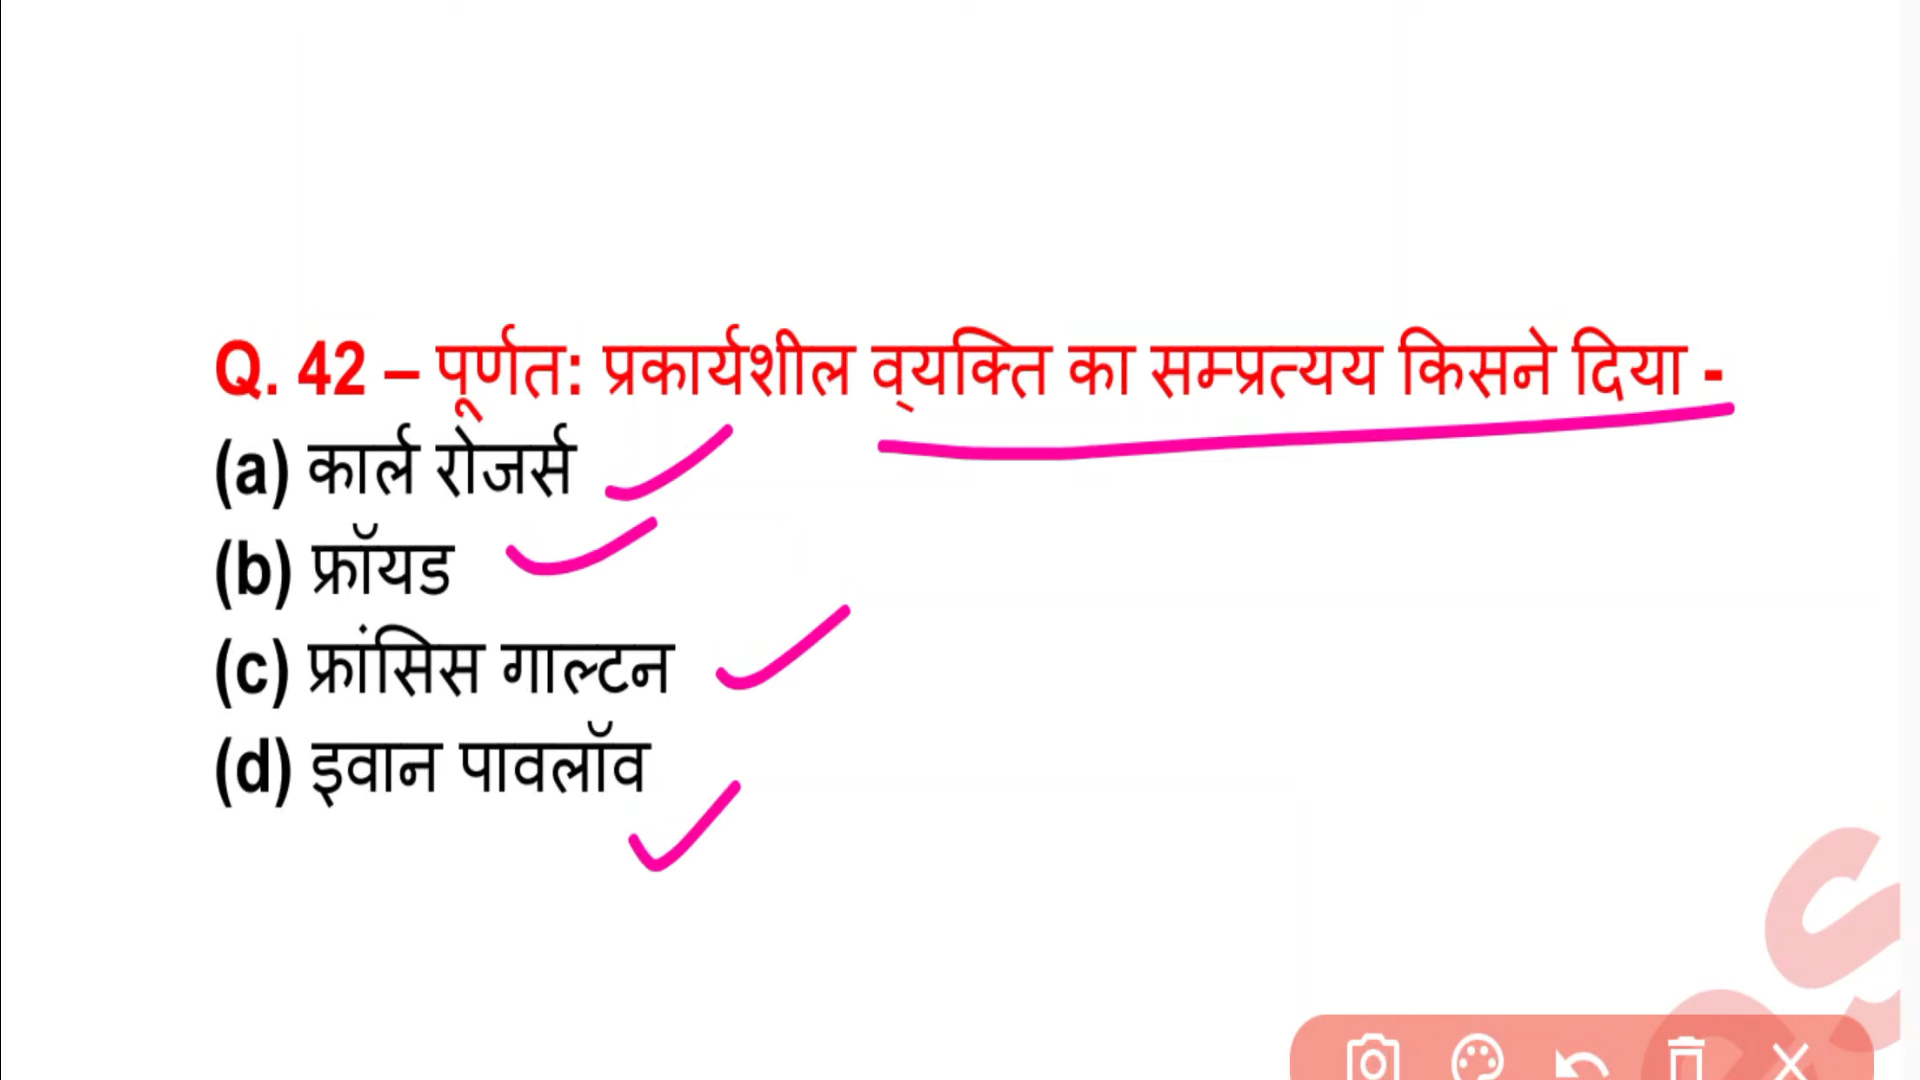 Q. 42 – पूर्णत: प्रकार्यशील व्‌यक्ति का सम्प्रत्यय किसने दिया -
(a) कार्ल रोजर्स
(b) फ्रॉयड
(c) फ्रांसिस गाल्टन
(d) इवान पावलॉव